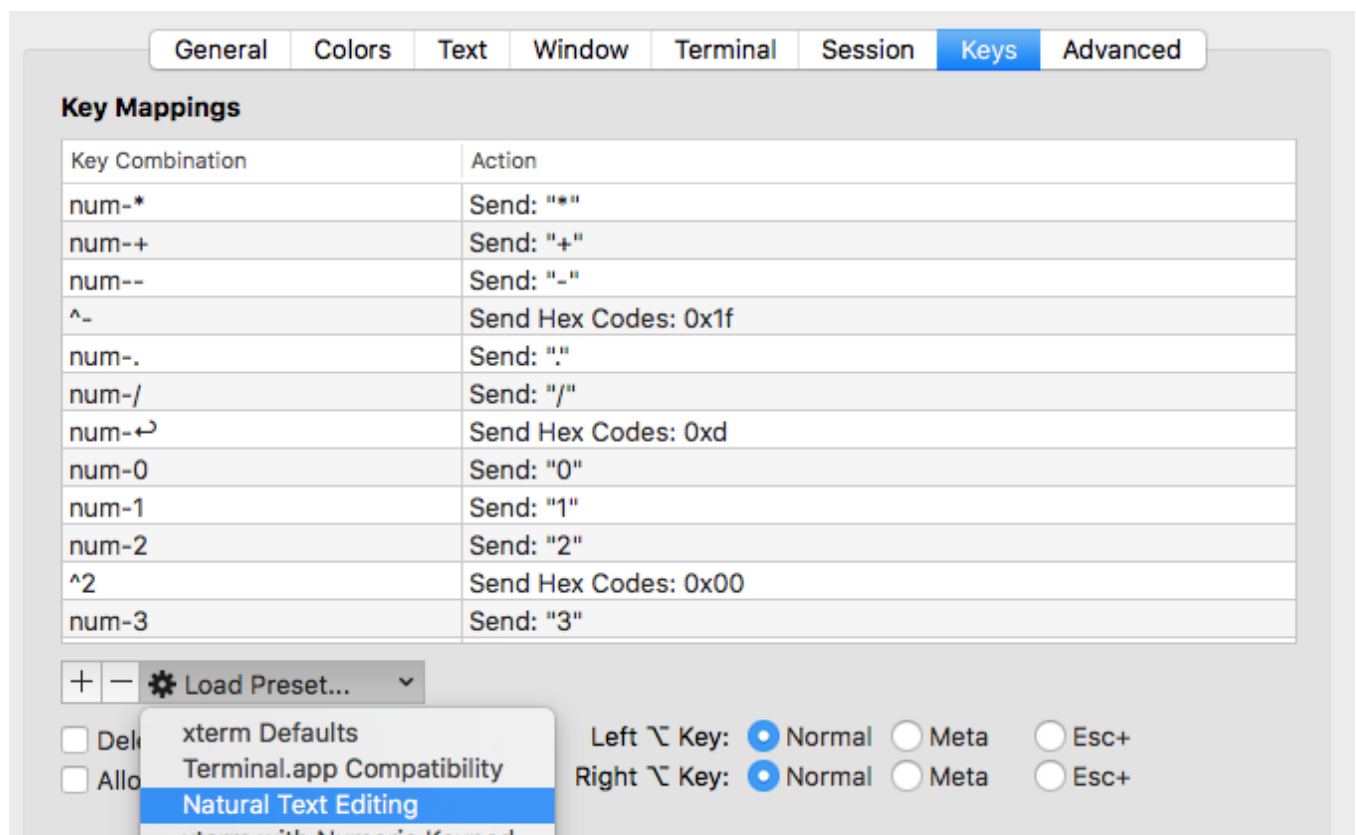 General Colors Text Window Terminal Session Keys Advanced
Key Mappings
Key Combination Action
num-* Send: "*"
num-+ Send: "+"
num-- Send: "-"
^- Send Hex Codes: 0x1f
num-. Send: "."
num-/ Send: "/"
num-↩ Send Hex Codes: 0xd
num-0 Send: "0"
num-1 Send: "1"
num-2 Send: "2"
^2 Send Hex Codes: 0x00
num-3 Send: "3"
+ − Load Preset...
xterm Defaults
Left ⌥ Key: Normal Meta Esc+
Terminal.app Compatibility
Right ⌥ Key: Normal Meta Esc+
Natural Text Editing